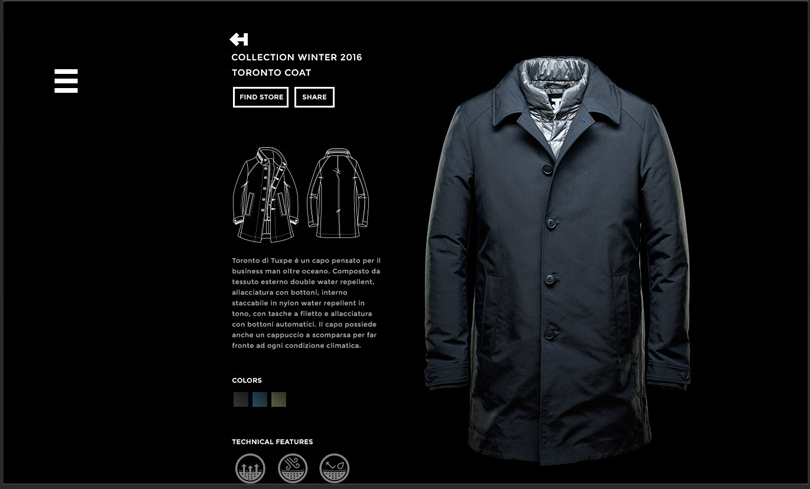 COLLECTION WINTER 2016
TORONTO COAT
FIND STORE
SHARE
Toronto di Tuxpe è un capo pensato per il
business man oltre oceano. Composto da
tessuto esterno double water repellent,
allacciatura con bottoni, interno
staccabile in nylon water repellent in
tono, con tasche a filetto e allacciatura
con bottoni automatici. Il capo possiede
anche un cappuccio a scomparsa per far
fronte ad ogni condizione climatica.
COLORS
TECHNICAL FEATURES